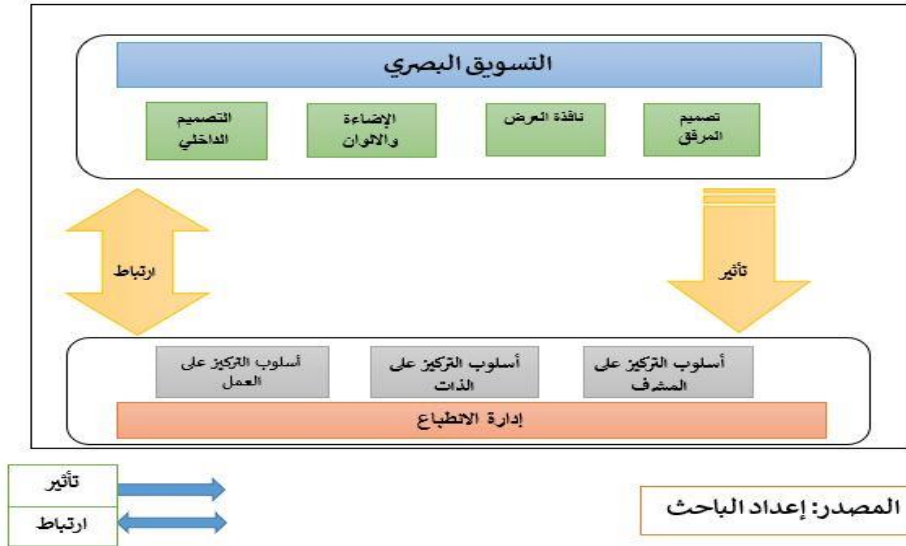 التسويق البصري
تصميم
المرفق
نافذة العرض
الإضاءة
والالوان
التصميم
الداخلي
تأثير
ارتباط
أسلوب التركيز على
المشرف
أسلوب التركيز على
الذات
أسلوب التركيز على
العمل
إدارة الانطباع
تأثير
ارتباط
المصدر: إعداد الباحث